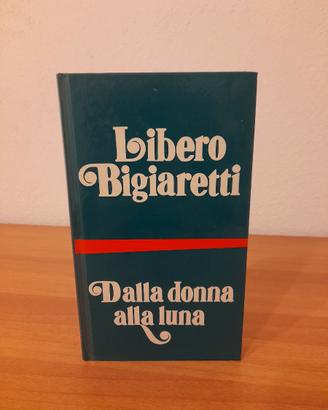 Libero
Bigiaretti
Dalla donna
alla luna